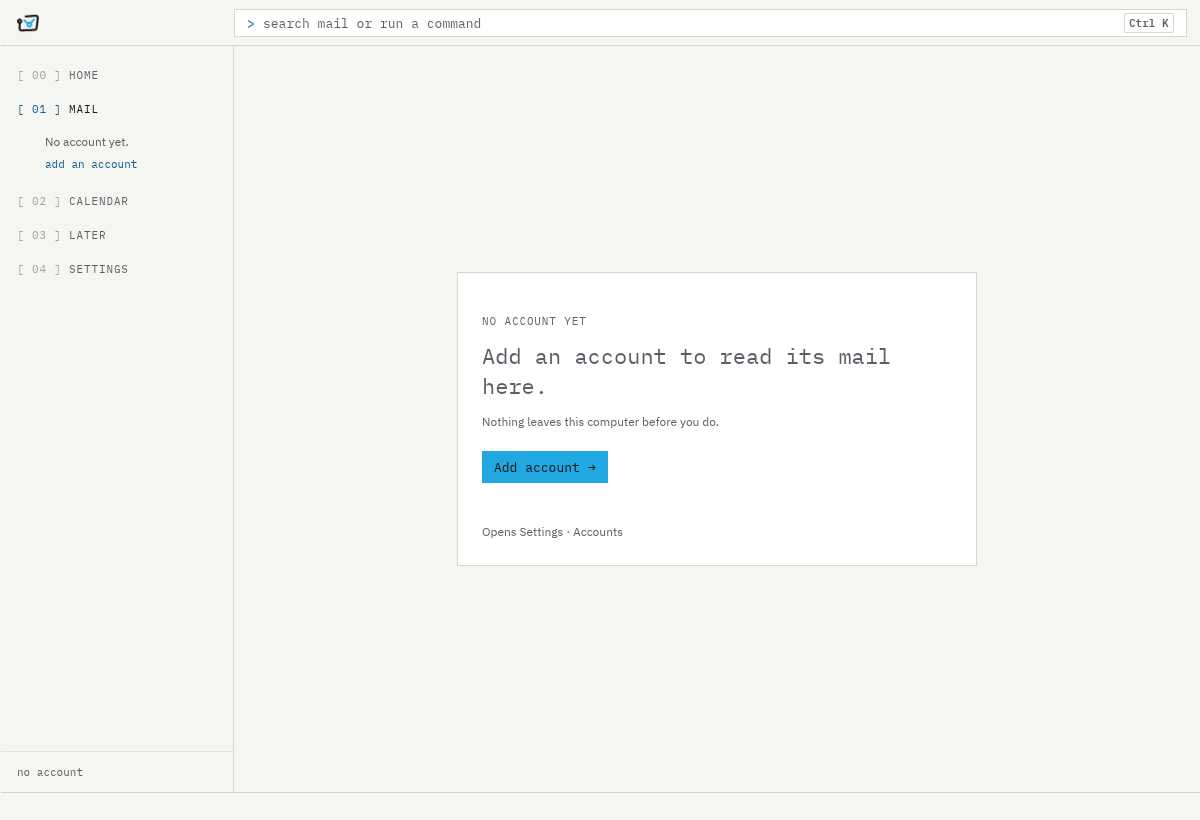 > search mail or run a command
Ctrl K
[ 00 ] HOME
[ 01 ] MAIL
No account yet.
add an account
[ 02 ] CALENDAR
[ 03 ] LATER
[ 04 ] SETTINGS
NO ACCOUNT YET
Add an account to read its mail
here.
Nothing leaves this computer before you do.
Add account →
Opens Settings · Accounts
no account